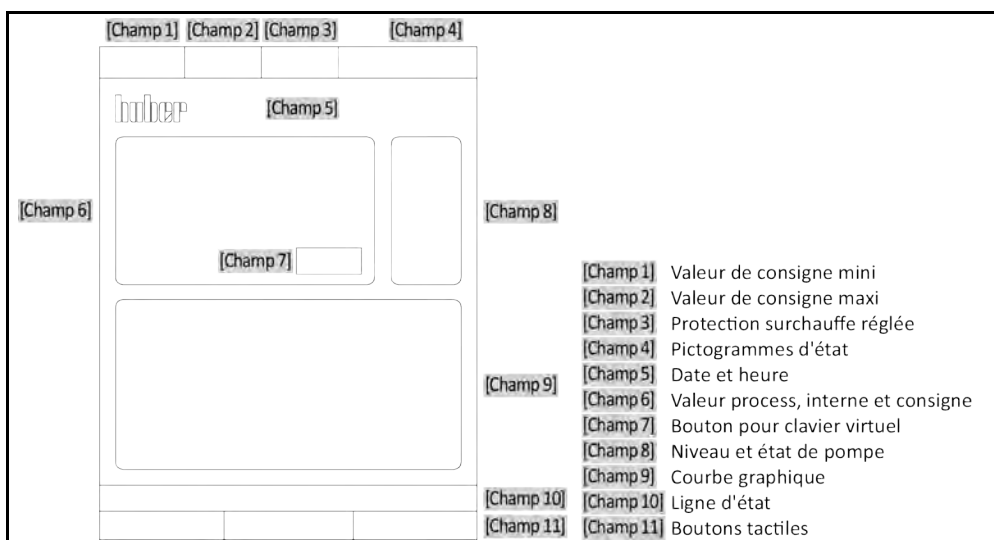 [Champ 1] [Champ 2] [Champ 3] [Champ 4]
huber
[Champ 5]
[Champ 6]
[Champ 8]
[Champ 7]
[Champ 9]
[Champ 10]
[Champ 11]
[Champ 1] Valeur de consigne mini
[Champ 2] Valeur de consigne maxi
[Champ 3] Protection surchauffe réglée
[Champ 4] Pictogrammes d'état
[Champ 5] Date et heure
[Champ 6] Valeur process, interne et consigne
[Champ 7] Bouton pour clavier virtuel
[Champ 8] Niveau et état de pompe
[Champ 9] Courbe graphique
[Champ 10] Ligne d'état
[Champ 11] Boutons tactiles